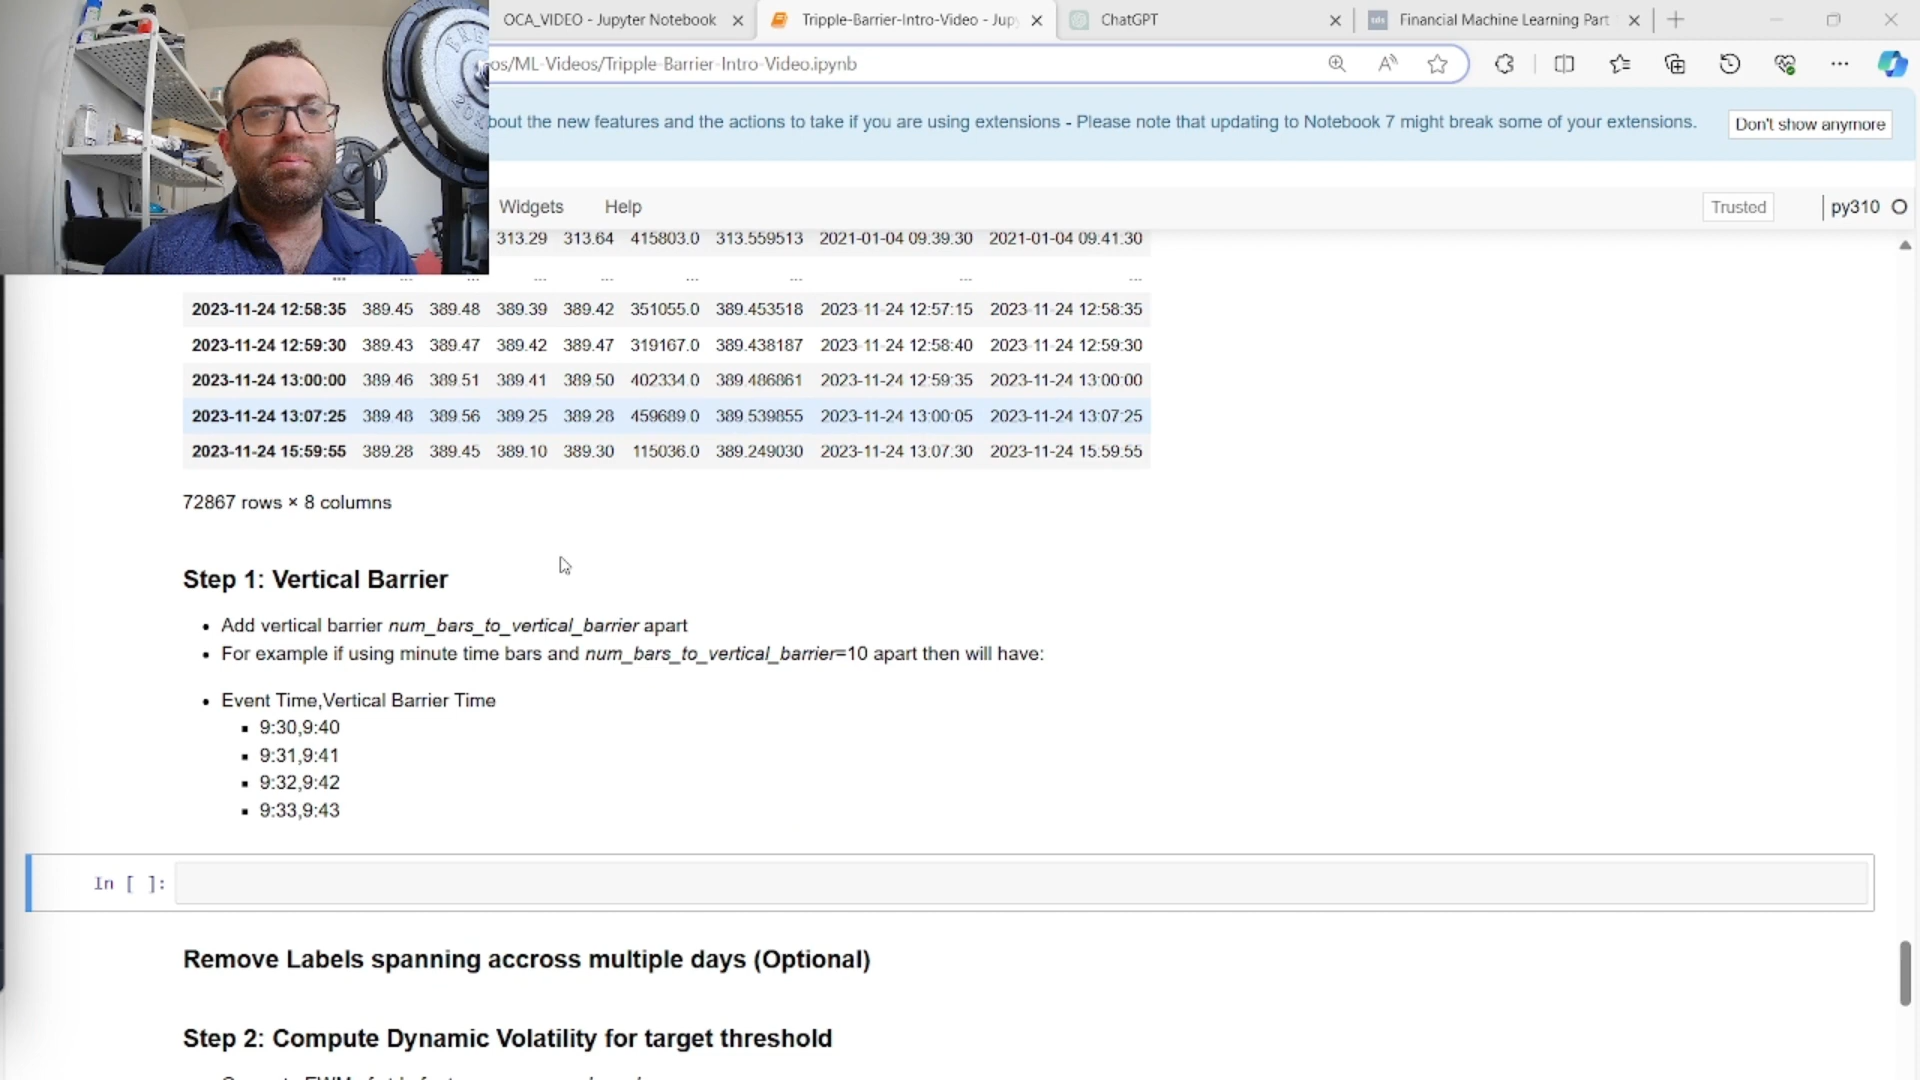 OCA_VIDEO - Jupyter Notebook
Tripple-Barrier-Intro-Video - Jup
ChatGPT
tds Financial Machine Learning Part
os/ML-Videos/Tripple-Barrier-Intro-Video.ipynb
bout the new features and the actions to take if you are using extensions - Please note that updating to Notebook 7 might break some of your extensions.
Don't show anymore
Widgets Help Trusted py310
313.29 313.64 415803.0 313.559513 2021-01-04 09:39:30 2021-01-04 09:41:30
... ... ... ... ... ... ... ... ...
2023-11-24 12:58:35 389.45 389.48 389.39 389.42 351055.0 389.453518 2023-11-24 12:57:15 2023-11-24 12:58:35
2023-11-24 12:59:30 389.43 389.47 389.42 389.47 319167.0 389.438187 2023-11-24 12:58:40 2023-11-24 12:59:30
2023-11-24 13:00:00 389.46 389.51 389.41 389.50 402334.0 389.486861 2023-11-24 12:59:35 2023-11-24 13:00:00
2023-11-24 13:07:25 389.48 389.56 389.25 389.28 459689.0 389.539855 2023-11-24 13:00:05 2023-11-24 13:07:25
2023-11-24 15:59:55 389.28 389.45 389.10 389.30 115036.0 389.249030 2023-11-24 13:07:30 2023-11-24 15:59:55
72867 rows × 8 columns
Step 1: Vertical Barrier
• Add vertical barrier num_bars_to_vertical_barrier apart
• For example if using minute time bars and num_bars_to_vertical_barrier=10 apart then will have:
• Event Time,Vertical Barrier Time
▪ 9:30,9:40
▪ 9:31,9:41
▪ 9:32,9:42
▪ 9:33,9:43
In [ ]:
Remove Labels spanning accross multiple days (Optional)
Step 2: Compute Dynamic Volatility for target threshold